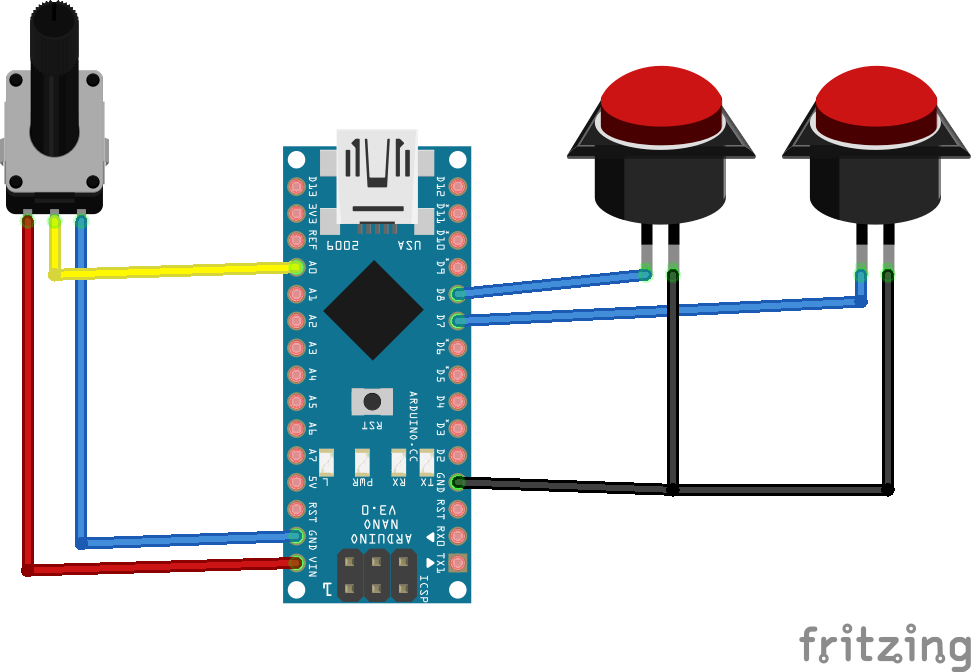 D13
3V3
REF
A0
A1
A2
A3
A4
A5
A6
A7
5V
RST
GND
VIN
D12
D11
D10
D9
D8
D7
D6
D5
D4
D3
D2
GND
RST
RX0
TX1
USA
2009
RST
ARDUINO.CC
TX
RX
PWR
L
ARDUINO
NANO
V3.0
ICSP
1
fritzing